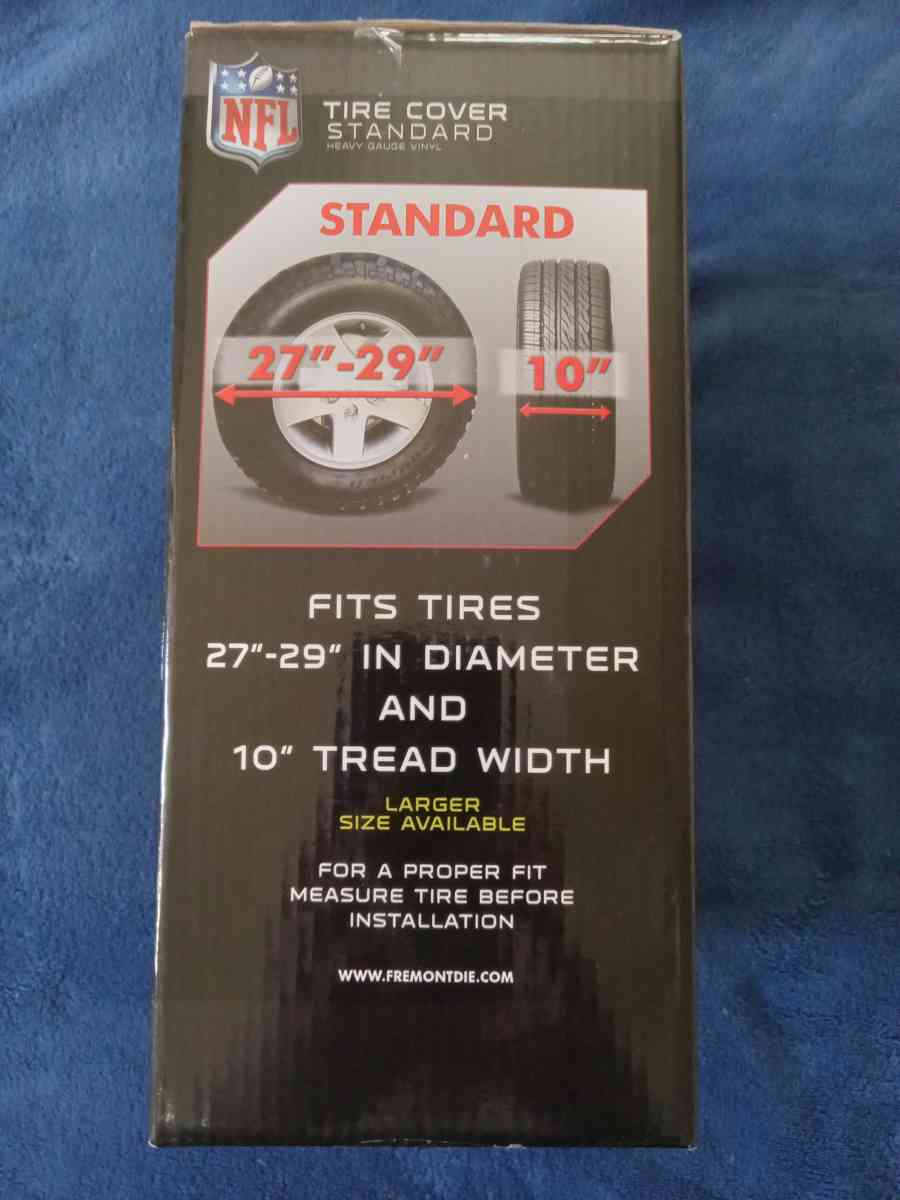 NFL
TIRE COVER
STANDARD
HEAVY GAUGE VINYL
STANDARD
27"-29"
10"
FITS TIRES
27"-29" IN DIAMETER
AND
10" TREAD WIDTH
LARGER
SIZE AVAILABLE
FOR A PROPER FIT
MEASURE TIRE BEFORE
INSTALLATION
WWW.FREMONTDIE.COM